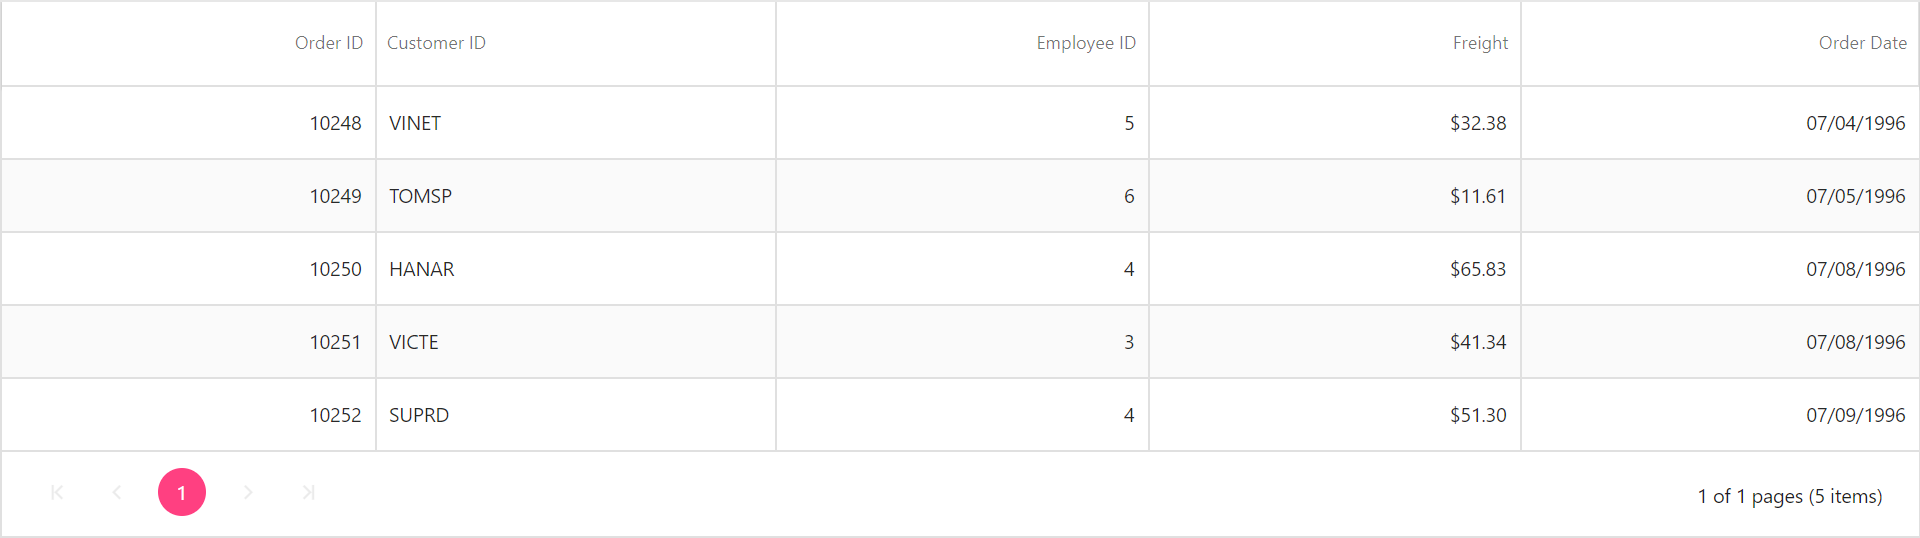 Order ID Customer ID Employee ID Freight Order Date
10248 VINET 5 $32.38 07/04/1996
10249 TOMSP 6 $11.61 07/05/1996
10250 HANAR 4 $65.83 07/08/1996
10251 VICTE 3 $41.34 07/08/1996
10252 SUPRD 4 $51.30 07/09/1996
1 1 of 1 pages (5 items)